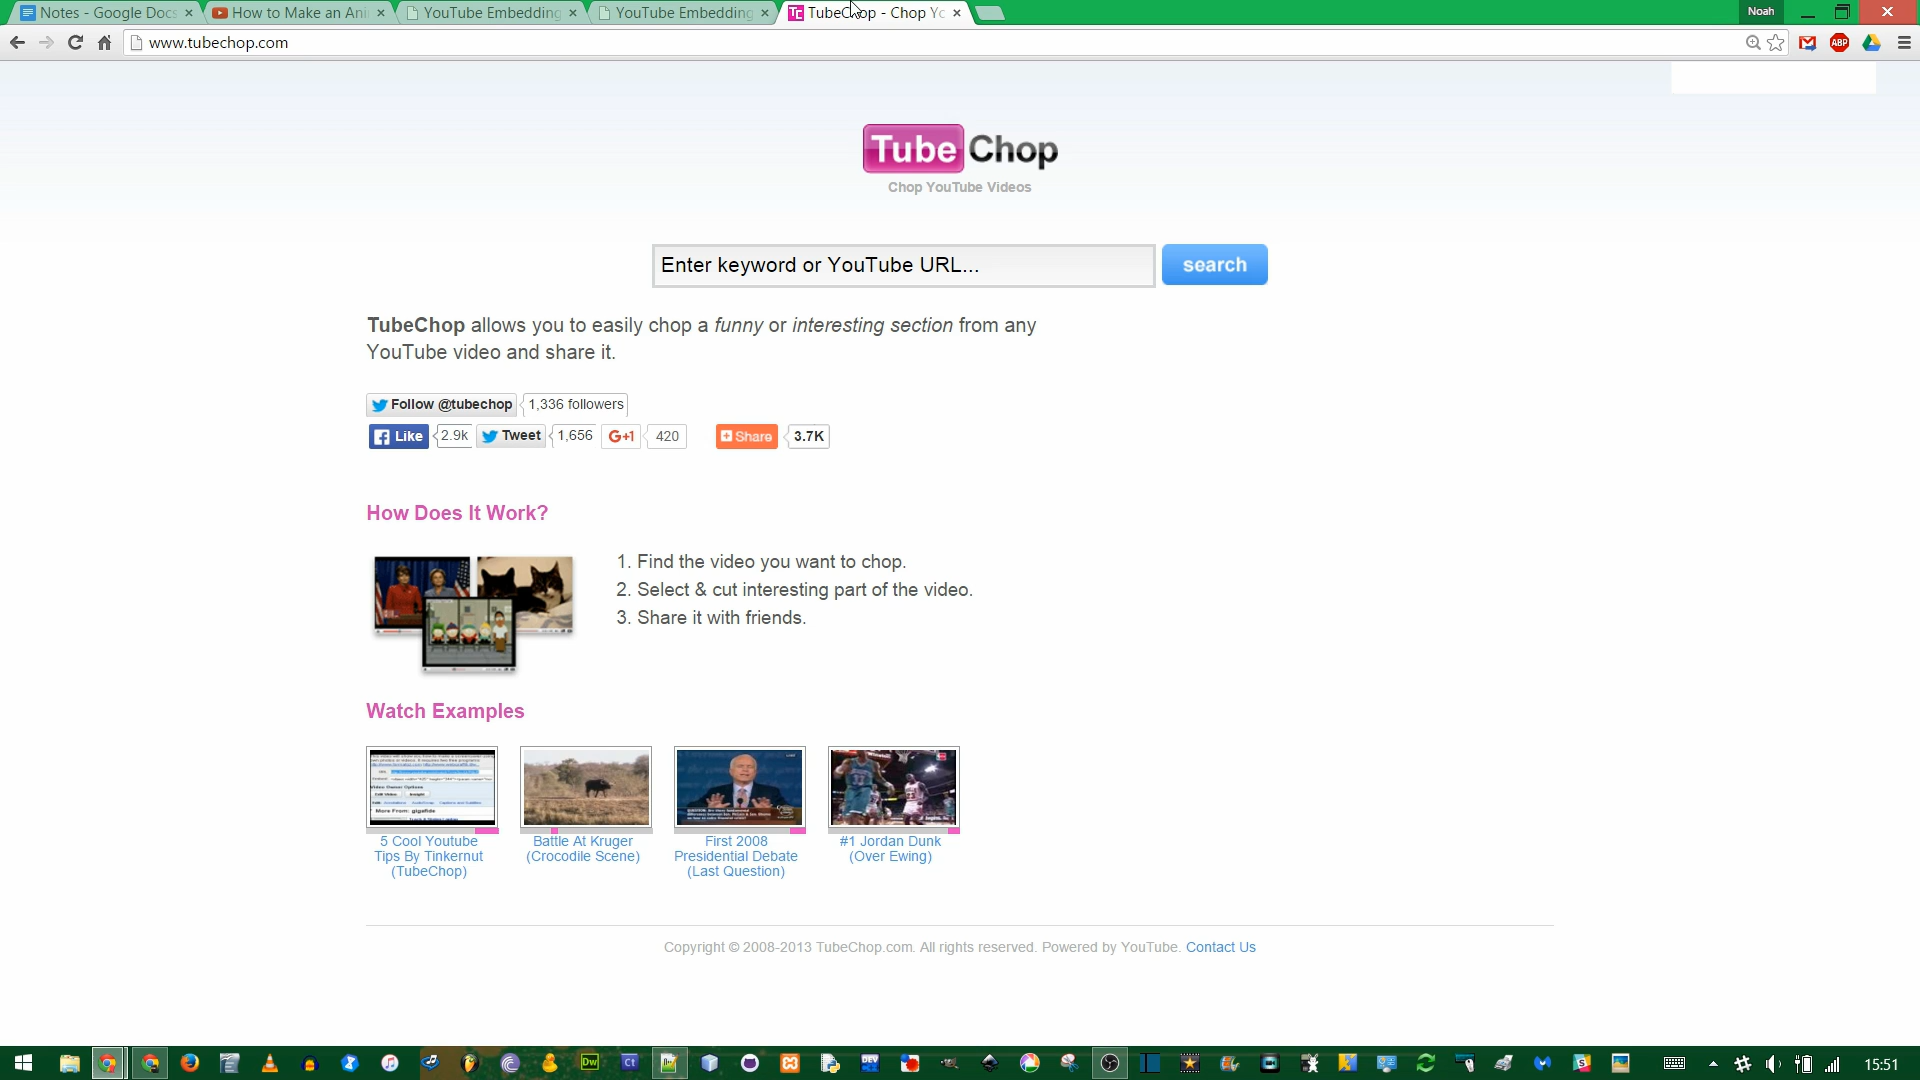 Notes - Google Docs
How to Make an Ani
YouTube Embedding
YouTube Embedding
TubeChop - Chop Yo
Noah
www.tubechop.com
ABP
Tube Chop
Chop YouTube Videos
Enter keyword or YouTube URL...
search
TubeChop allows you to easily chop a funny or interesting section from any
YouTube video and share it.
Follow @tubechop
1,336 followers
Like
2.9k
Tweet
1,656
G+1
420
Share
3.7K
How Does It Work?
1. Find the video you want to chop.
2. Select & cut interesting part of the video.
3. Share it with friends.
Watch Examples
5 Cool Youtube
Tips By Tinkernut
(TubeChop)
Battle At Kruger
(Crocodile Scene)
First 2008
Presidential Debate
(Last Question)
#1 Jordan Dunk
(Over Ewing)
Copyright © 2008-2013 TubeChop.com. All rights reserved. Powered by YouTube. Contact Us
15:51